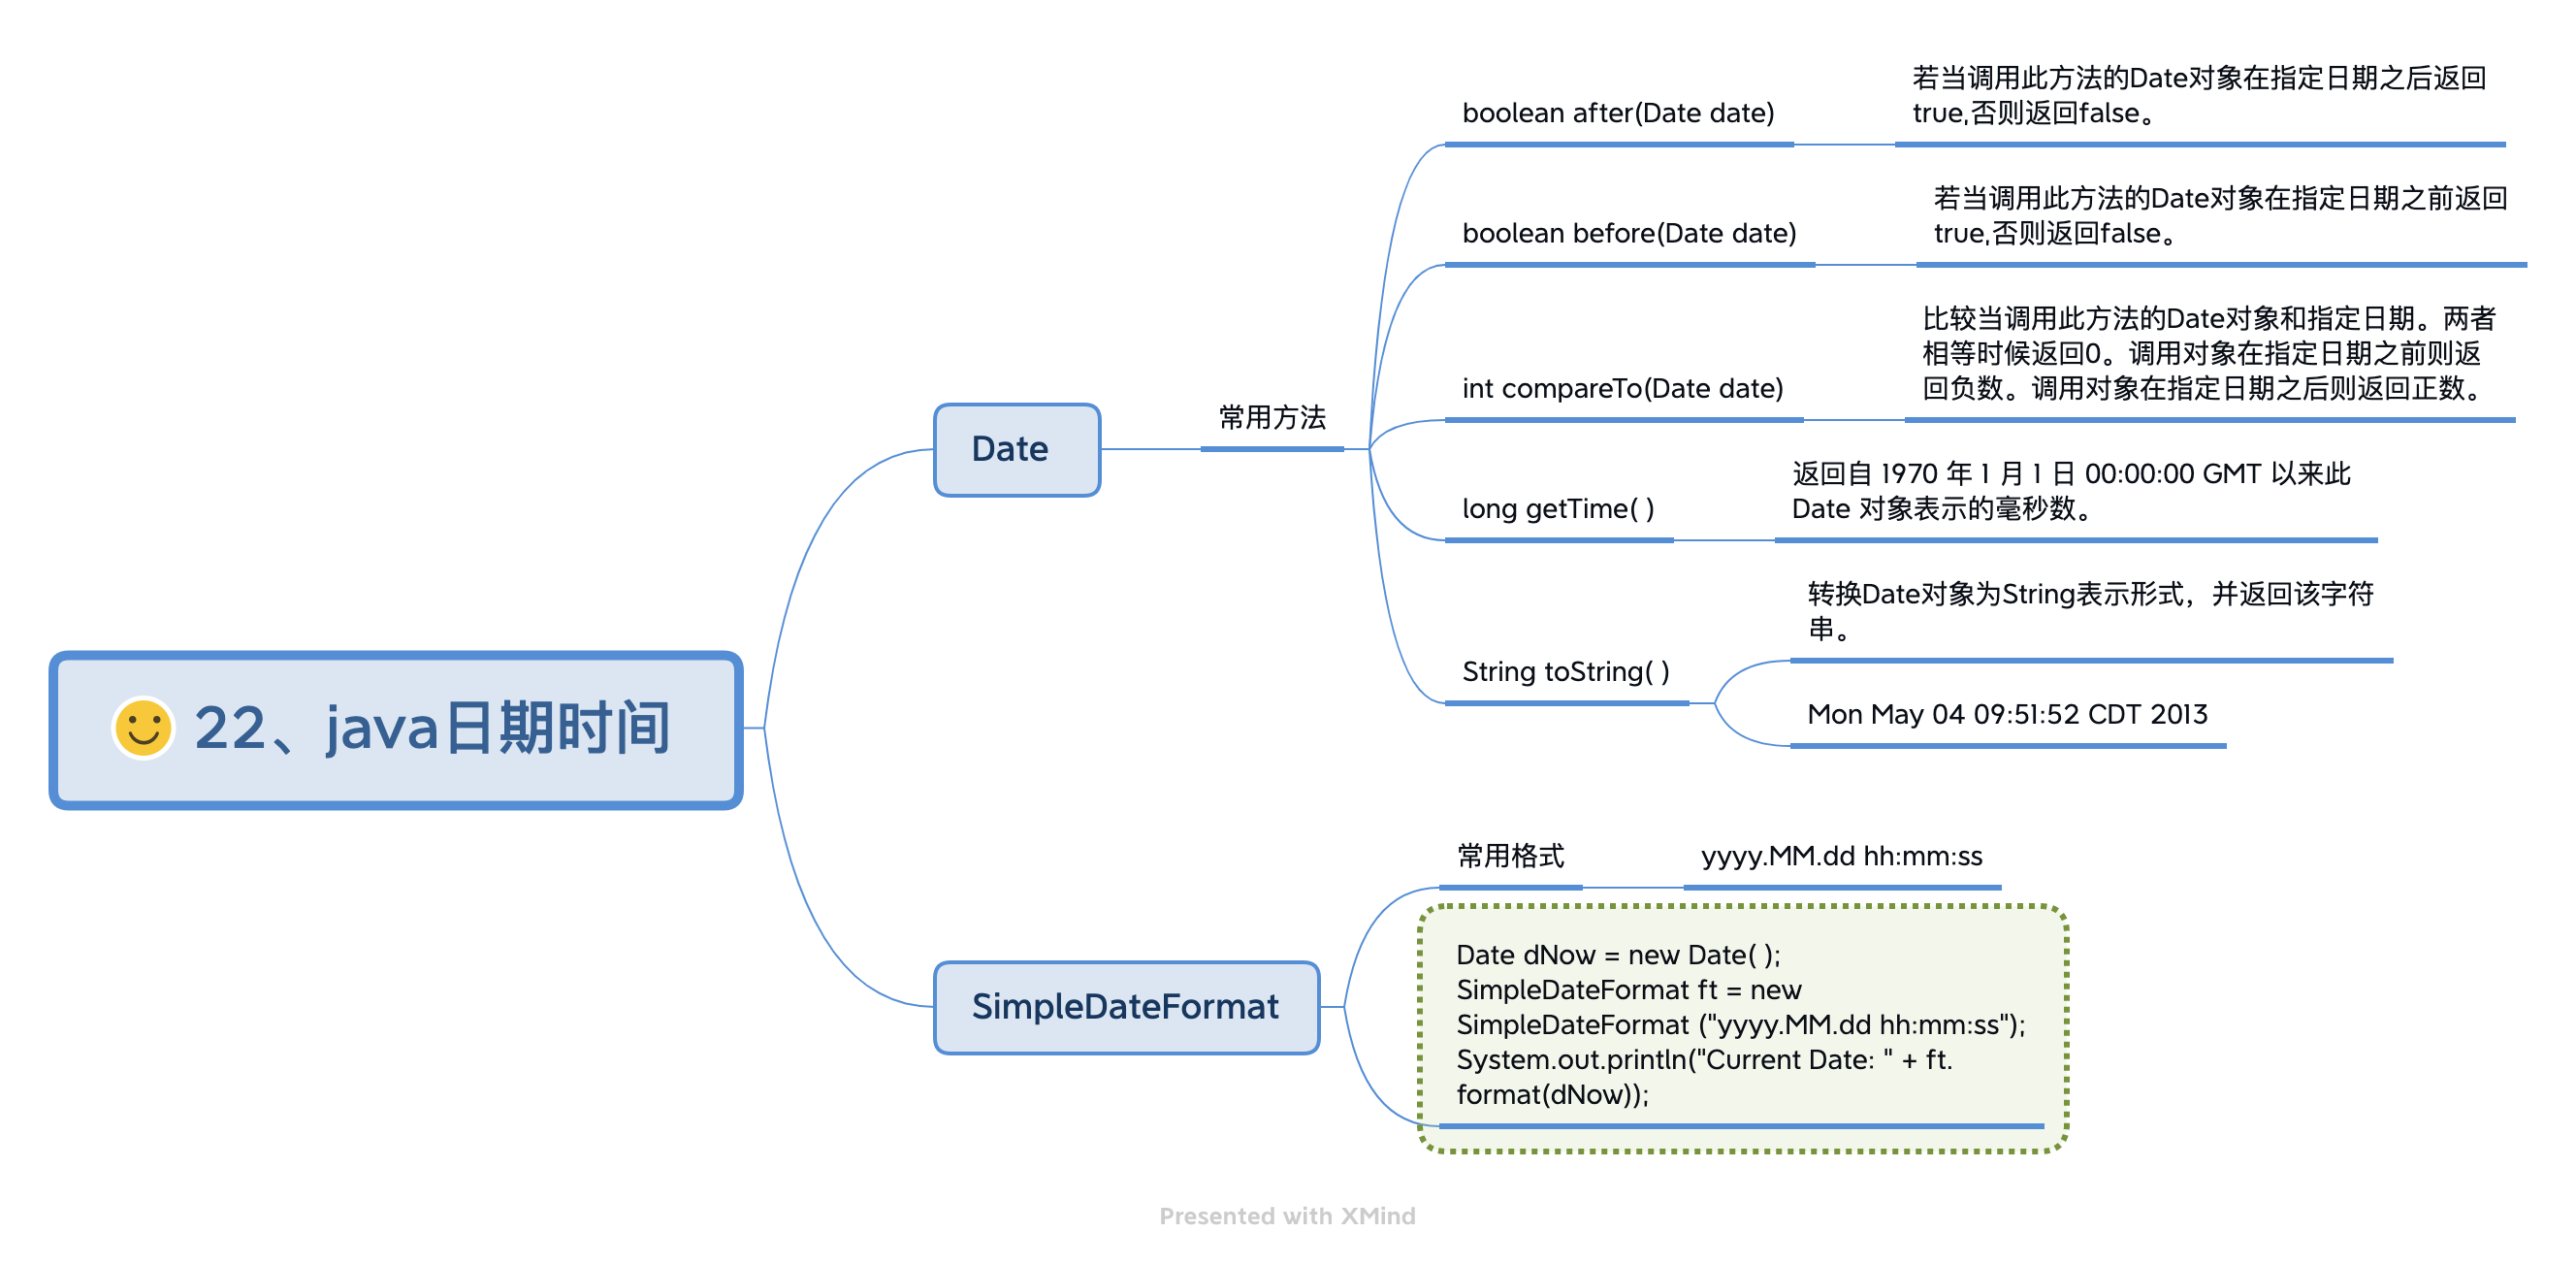 22、java日期时间
Date
常用方法
boolean after(Date date)
若当调用此方法的Date对象在指定日期之后返回
true,否则返回false。
boolean before(Date date)
若当调用此方法的Date对象在指定日期之前返回
true,否则返回false。
int compareTo(Date date)
比较当调用此方法的Date对象和指定日期。两者
相等时候返回0。调用对象在指定日期之前则返
回负数。调用对象在指定日期之后则返回正数。
long getTime( )
返回自 1970 年 1 月 1 日 00:00:00 GMT 以来此
Date 对象表示的毫秒数。
String toString( )
转换Date对象为String表示形式，并返回该字符
串。
Mon May 04 09:51:52 CDT 2013
SimpleDateFormat
常用格式
yyyy.MM.dd hh:mm:ss
Date dNow = new Date( );
SimpleDateFormat ft = new
SimpleDateFormat ("yyyy.MM.dd hh:mm:ss");
System.out.println("Current Date: " + ft.
format(dNow));
Presented with XMind